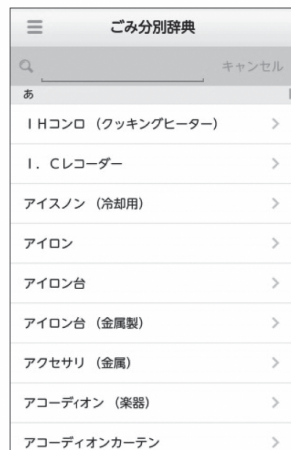 ごみ分別辞典
キャンセル
あ
IHコンロ (クッキングヒーター)
I．Cレコーダー
アイスノン (冷却用)
アイロン
アイロン台
アイロン台 (金属製)
アクセサリ (金属)
アコーディオン (楽器)
アコーディオンカーテン